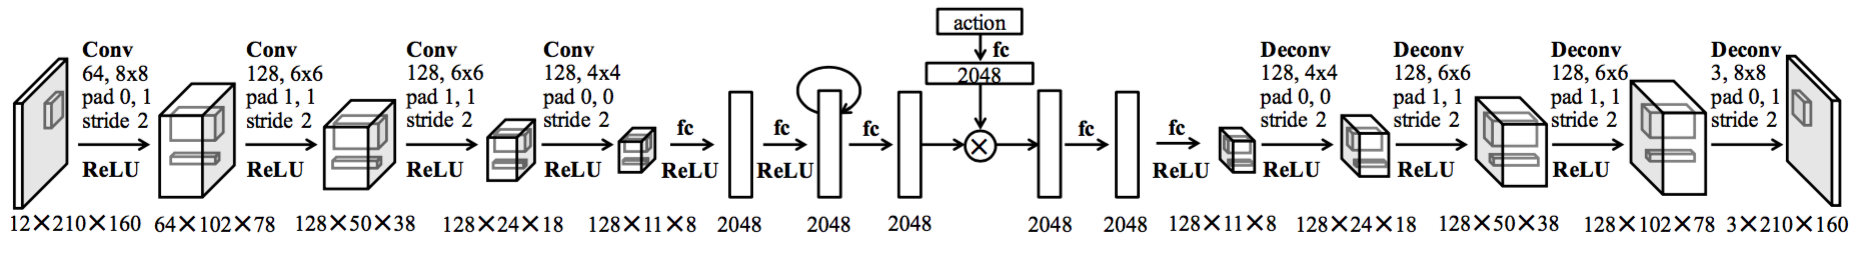 action
fc
2048
Conv
64, 8x8
pad 0, 1
stride 2
ReLU
Conv
128, 6x6
pad 1, 1
stride 2
ReLU
Conv
128, 6x6
pad 1, 1
stride 2
ReLU
Conv
128, 4x4
pad 0, 0
stride 2
ReLU
fc
ReLU
fc
ReLU
fc
×
fc
fc
ReLU
Deconv
128, 4x4
pad 0, 0
stride 2
ReLU
Deconv
128, 6x6
pad 1, 1
stride 2
ReLU
Deconv
128, 6x6
pad 1, 1
stride 2
ReLU
Deconv
3, 8x8
pad 0, 1
stride 2
12×210×160
64×102×78
128×50×38
128×24×18
128×11×8
2048
2048
2048
2048
2048
128×11×8
128×24×18
128×50×38
128×102×78
3×210×160